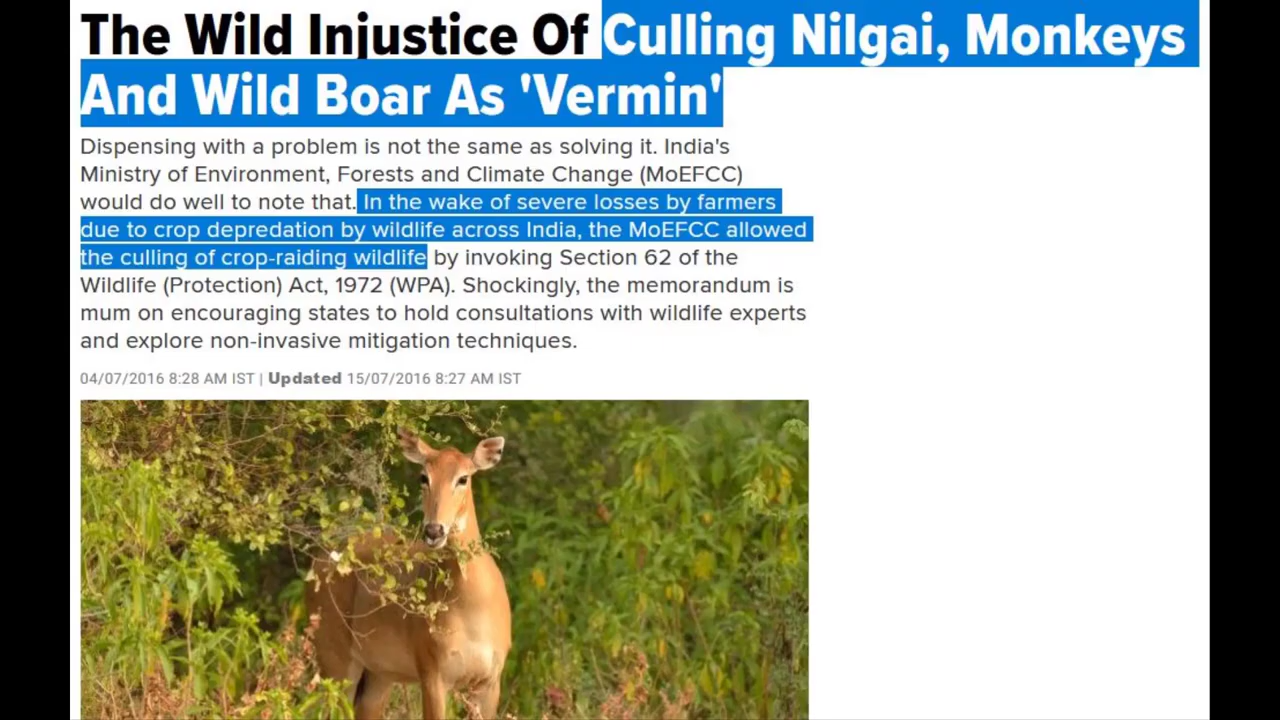 The Wild Injustice Of Culling Nilgai, Monkeys
And Wild Boar As 'Vermin'
Dispensing with a problem is not the same as solving it. India's
Ministry of Environment, Forests and Climate Change (MoEFCC)
would do well to note that. In the wake of severe losses by farmers
due to crop depredation by wildlife across India, the MoEFCC allowed
the culling of crop-raiding wildlife by invoking Section 62 of the
Wildlife (Protection) Act, 1972 (WPA). Shockingly, the memorandum is
mum on encouraging states to hold consultations with wildlife experts
and explore non-invasive mitigation techniques.
04/07/2016 8:28 AM IST | Updated 15/07/2016 8:27 AM IST